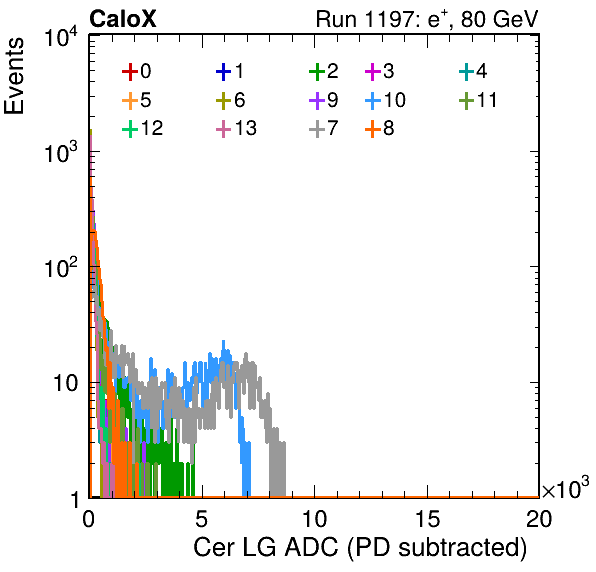 CaloX Run 1197: e⁺, 80 GeV
Events
10⁴
10³
10²
10
1
0 1 2 3 4
5 6 9 10 11
12 13 7 8
0 5 10 15 20
×10³
Cer LG ADC (PD subtracted)